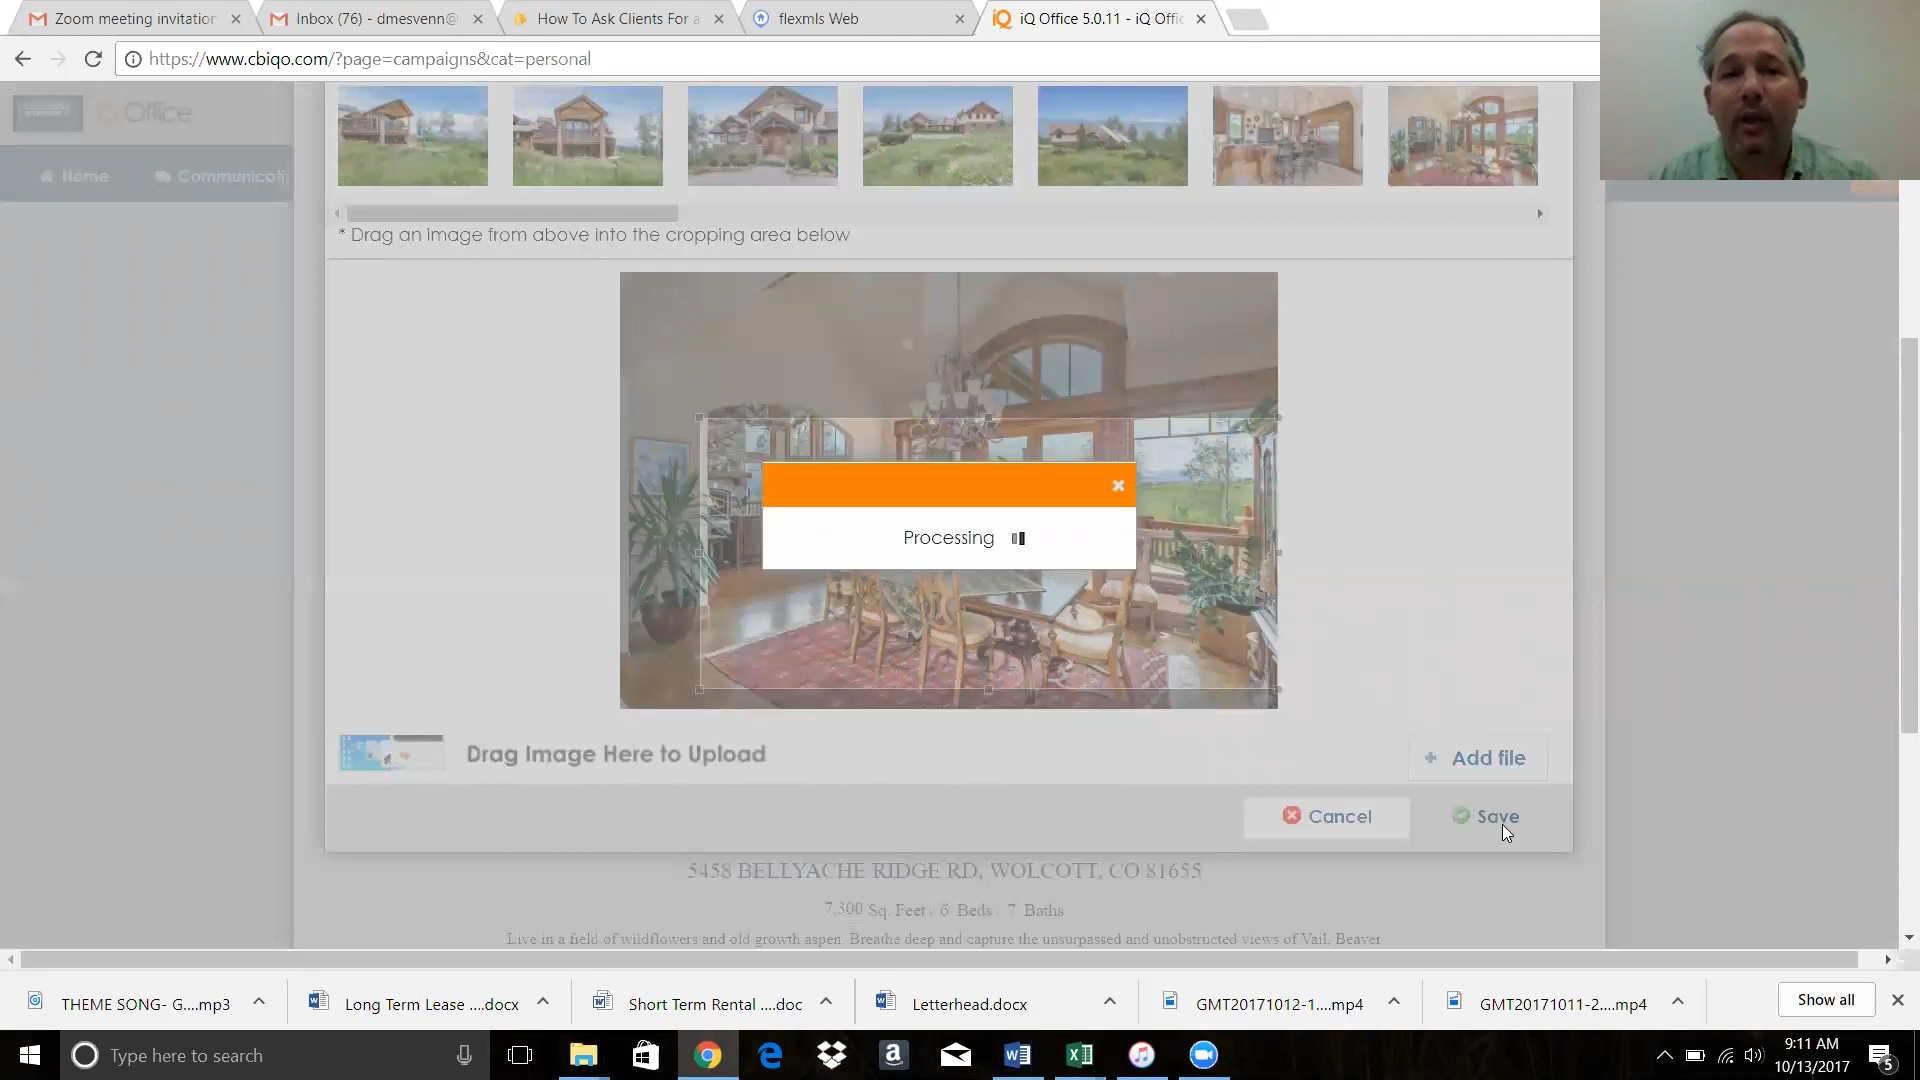 Zoom meeting invitation
Inbox (76) - dmesvenn@
How To Ask Clients For a
flexmls Web
iQ Office 5.0.11 - iQ Offic
https://www.cbiqo.com/?page=campaigns&cat=personal
Office
Home
Communicati
* Drag an image from above into the cropping area below
Processing
Drag Image Here to Upload
+ Add file
Cancel
Save
5458 BELLYACHE RIDGE RD, WOLCOTT, CO 81655
7,300 Sq. Feet 6 Beds 7 Baths
Live in a field of wildflowers and old growth aspen. Breathe deep and capture the unsurpassed and unobstructed views of Vail, Beaver
THEME SONG- G....mp3
Long Term Lease ....docx
Short Term Rental ....doc
Letterhead.docx
GMT20171012-1....mp4
GMT20171011-2....mp4
Show all
Type here to search
9:11 AM
10/13/2017
5